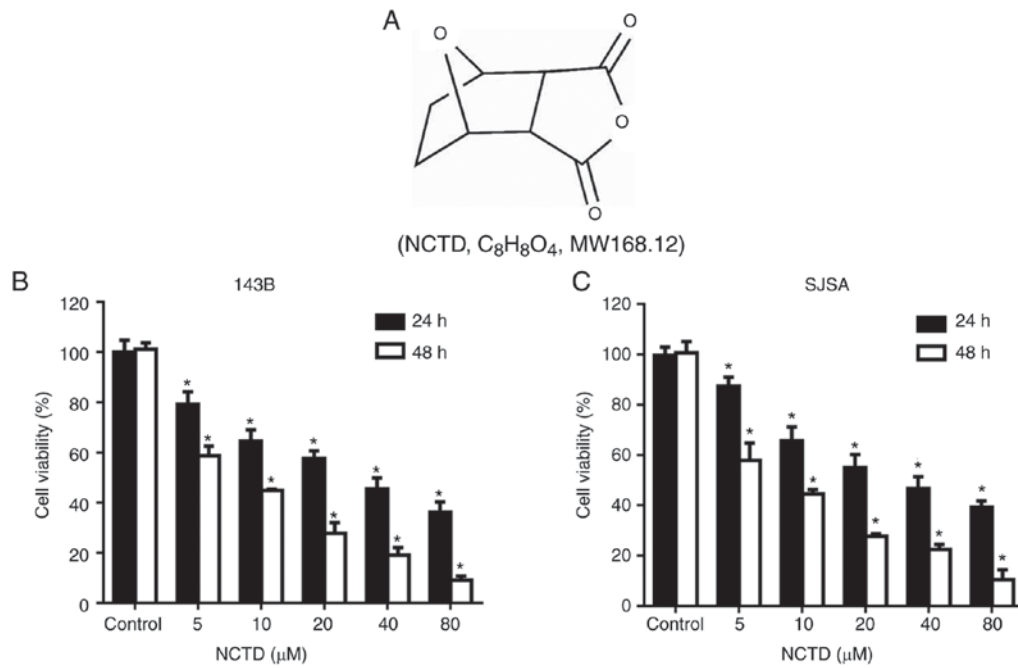 A
O
O
O
O
(NCTD, C₈H₈O₄, MW168.12)
B
143B
120
100
80
60
40
20
0
Cell viability (%)
24 h
48 h
* * * * * * * * * *
Control 5 10 20 40 80
NCTD (μM)
C
SJSA
120
100
80
60
40
20
0
Cell viability (%)
24 h
48 h
* * * * * * * * * *
Control 5 10 20 40 80
NCTD (μM)